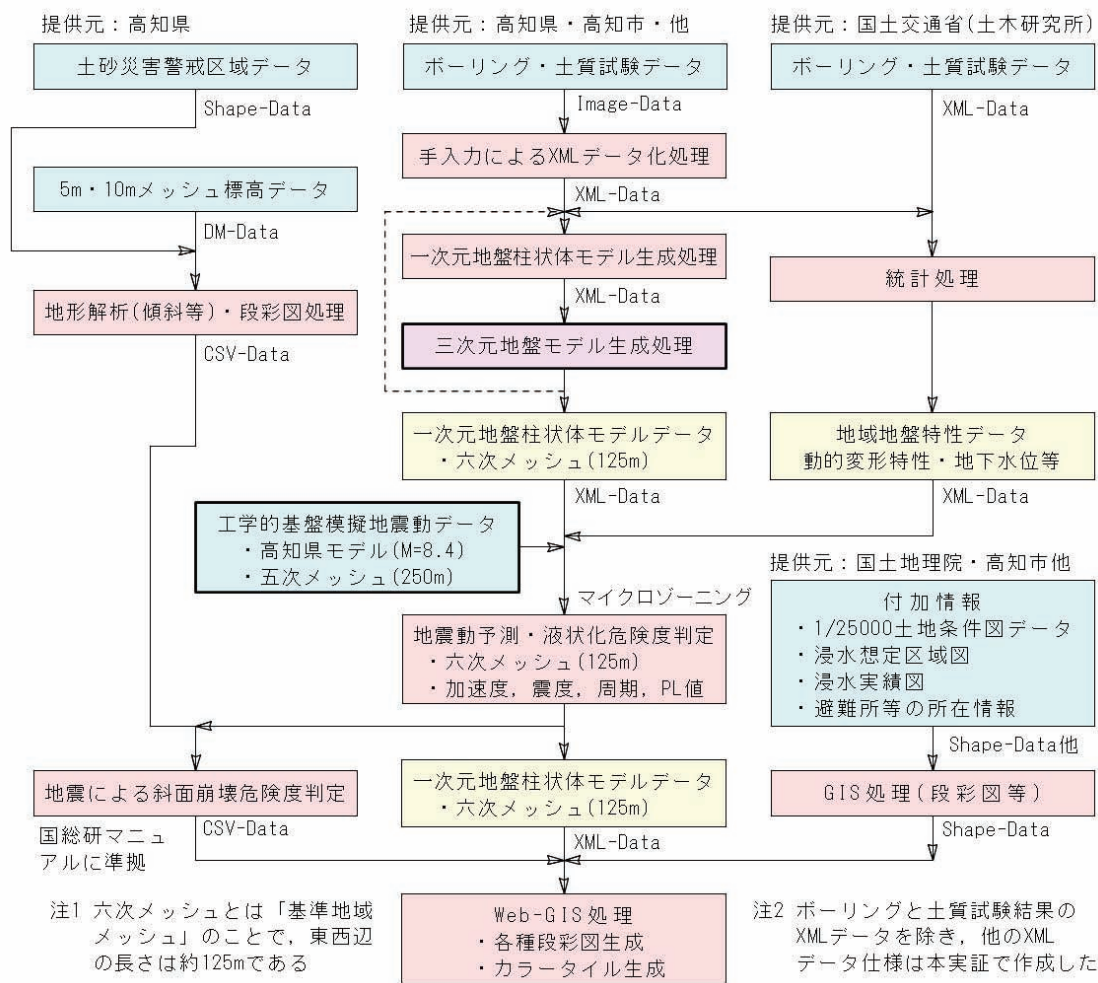 提供元：高知県
土砂災害警戒区域データ
Shape-Data
5m・10mメッシュ標高データ
DM-Data
地形解析(傾斜等)・段彩図処理
CSV-Data
提供元：高知県・高知市・他
ボーリング・土質試験データ
Image-Data
手入力によるXMLデータ化処理
XML-Data
一次元地盤柱状体モデル生成処理
XML-Data
三次元地盤モデル生成処理
一次元地盤柱状体モデルデータ
・六次メッシュ(125m)
XML-Data
提供元：国土交通省(土木研究所)
ボーリング・土質試験データ
XML-Data
統計処理
地域地盤特性データ
動的変形特性・地下水位等
XML-Data
工学的基盤模擬地震動データ
・高知県モデル(M=8.4)
・五次メッシュ(250m)
マイクロゾーニング
地震動予測・液状化危険度判定
・六次メッシュ(125m)
・加速度，震度，周期，PL値
提供元：国土地理院・高知市他
付加情報
・1/25000土地条件図データ
・浸水想定区域図
・浸水実績図
・避難所等の所在情報
Shape-Data他
地震による斜面崩壊危険度判定
国総研マニュ
アルに準拠
CSV-Data
一次元地盤柱状体モデルデータ
・六次メッシュ(125m)
XML-Data
GIS処理(段彩図等)
Shape-Data
注1 六次メッシュとは「基準地域
メッシュ」のことで，東西辺
の長さは約125mである
Web-GIS処理
・各種段彩図生成
・カラータイル生成
注2 ボーリングと土質試験結果の
XMLデータを除き，他のXML
データ仕様は本実証で作成した